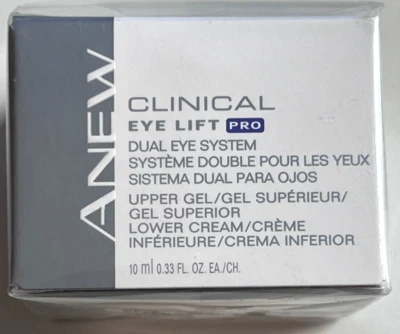 ANEW
CLINICAL
EYE LIFT PRO
DUAL EYE SYSTEM
SYSTÈME DOUBLE POUR LES YEUX
SISTEMA DUAL PARA OJOS
UPPER GEL/GEL SUPÉRIEUR/
GEL SUPERIOR
LOWER CREAM/CRÈME
INFÉRIEURE/CREMA INFERIOR
10 ml 0.33 FL. OZ. EA./CH.